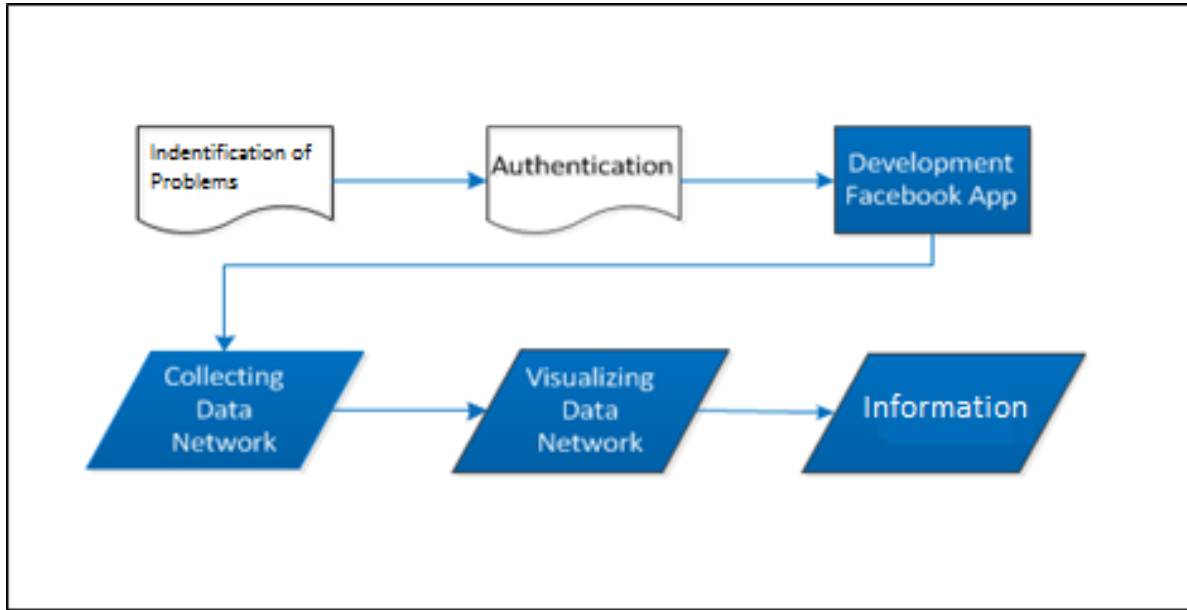 Indentification of
Problems
Authentication
Development
Facebook App
Collecting
Data
Network
Visualizing
Data
Network
Information